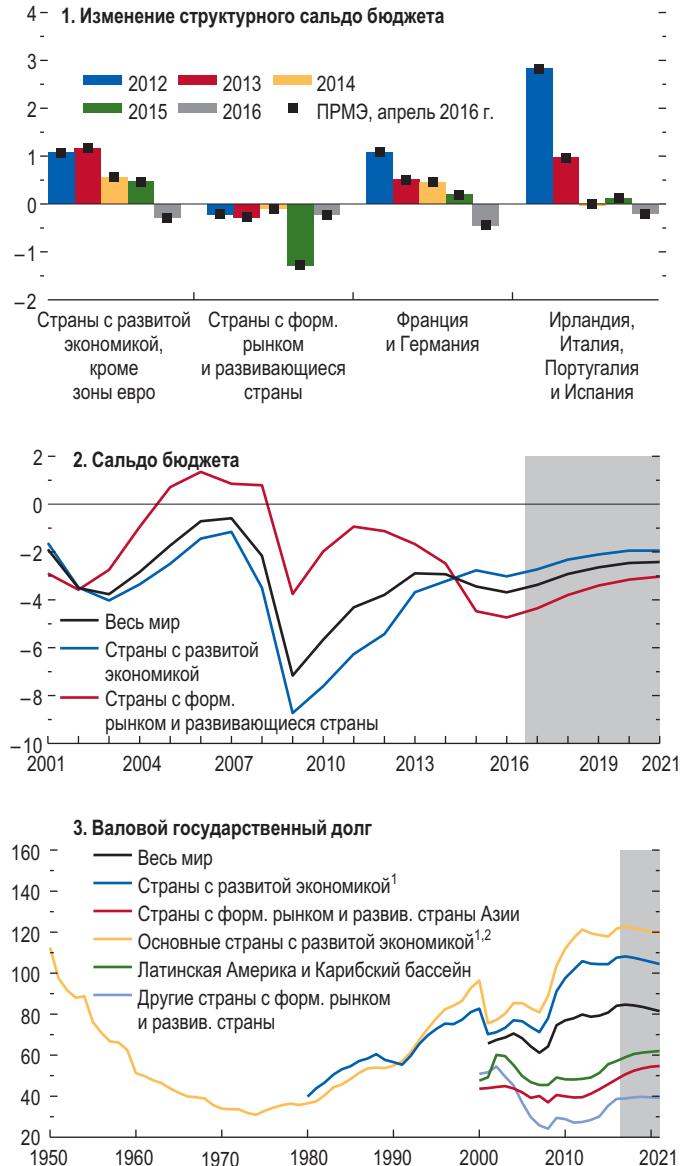 1. Изменение структурного сальдо бюджета
4
3
2
1
0
–1
–2
2012
2013
2014
2015
2016
ПРМЭ, апрель 2016 г.
Страны с развитой
экономикой,
кроме
зоны евро
Страны с форм.
рынком
и развивающиеся
страны
Франция
и Германия
Ирландия,
Италия,
Португалия
и Испания
2. Сальдо бюджета
2
0
–2
–4
–6
–8
–10
Весь мир
Страны с развитой
экономикой
Страны с форм.
рынком и развивающиеся страны
2001 2004 2007 2010 2013 2016 2019 2021
3. Валовой государственный долг
160
140
120
100
80
60
40
20
Весь мир
Страны с развитой экономикой¹
Страны с форм. рынком и развив. страны Азии
Основные страны с развитой экономикой¹,²
Латинская Америка и Карибский бассейн
Другие страны с форм. рынком
и развив. страны
1950 1960 1970 1980 1990 2000 2010 2021